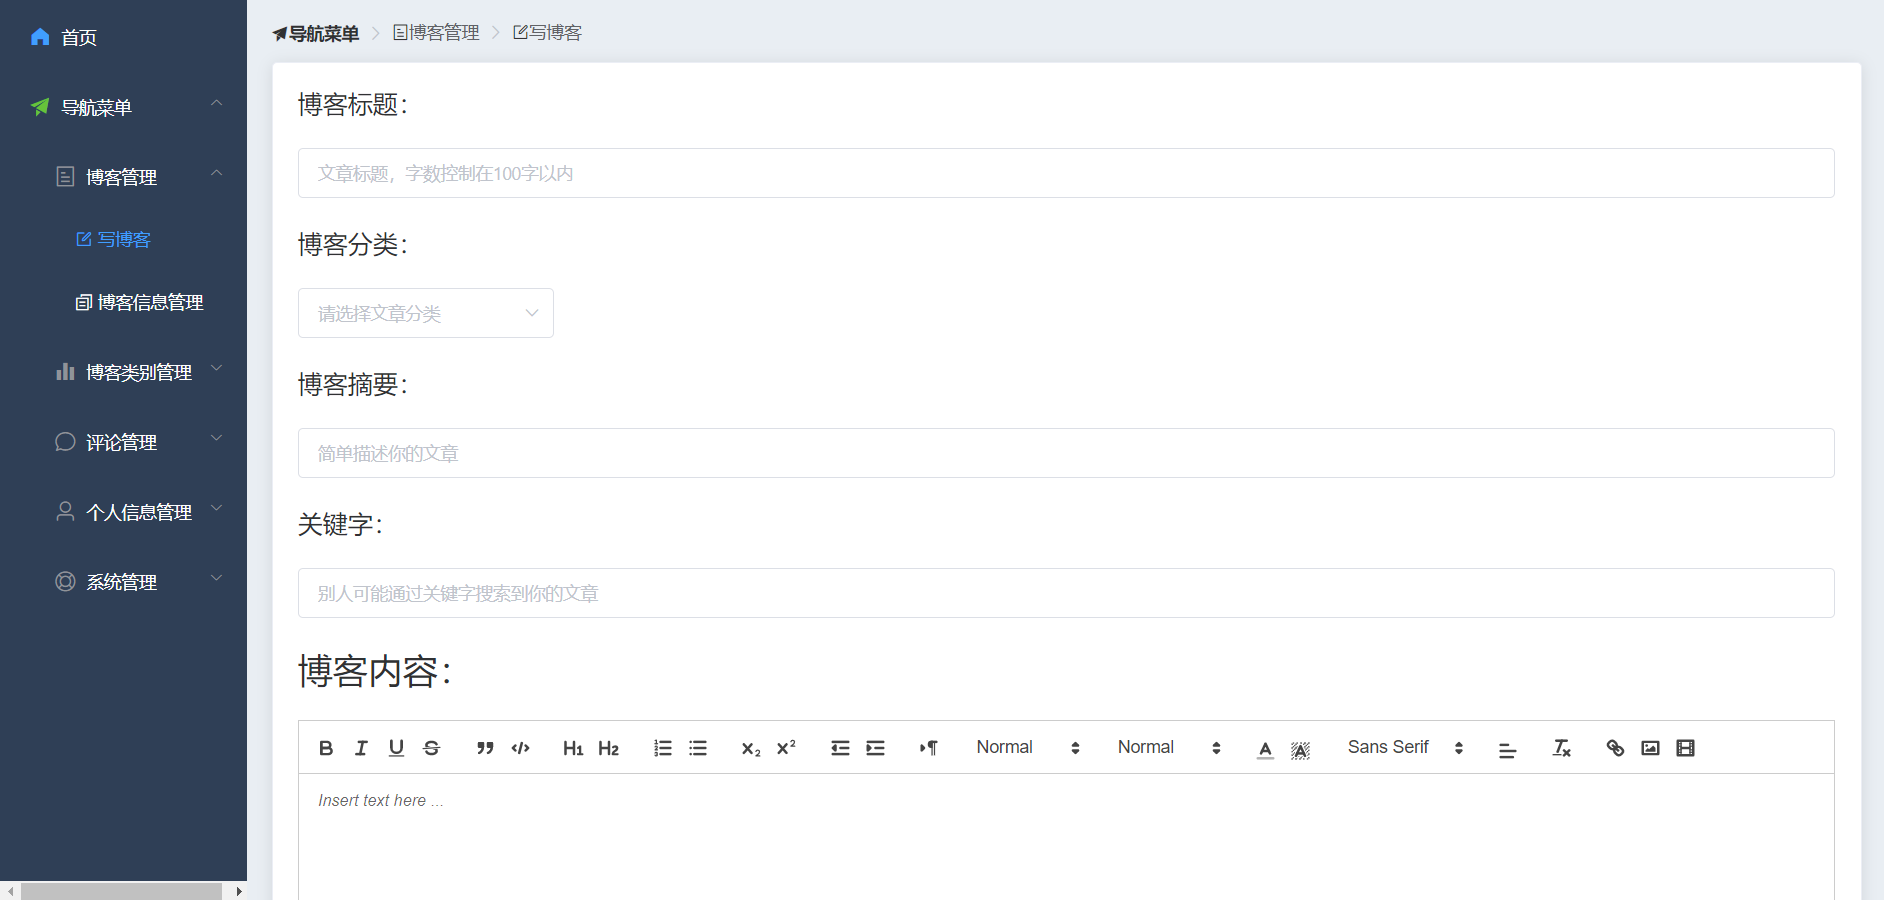 首页
导航菜单
博客管理
写博客
博客信息管理
博客类别管理
评论管理
个人信息管理
系统管理
导航菜单 博客管理 写博客
博客标题：
文章标题，字数控制在100字以内
博客分类：
请选择文章分类
博客摘要：
简单描述你的文章
关键字：
别人可能通过关键字搜索到你的文章
博客内容：
B I U S H1 H2 x2 x2 Normal Normal A A Sans Serif Tx
Insert text here ...